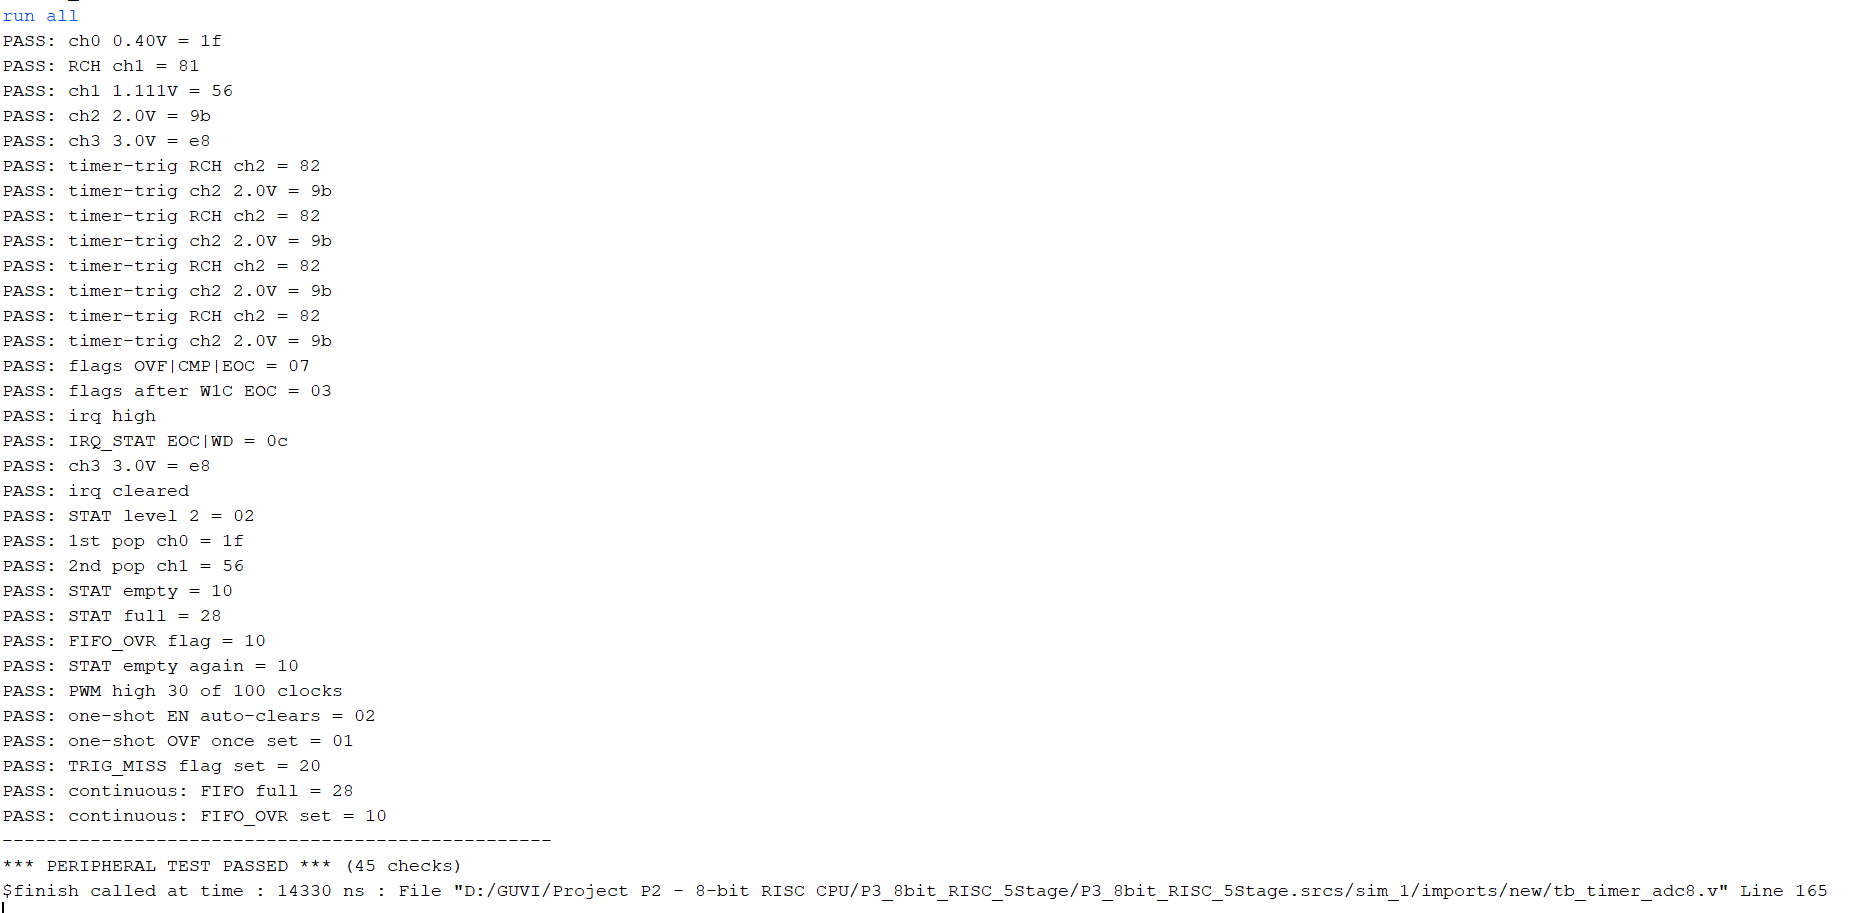 run all
PASS: ch0 0.40V = 1f
PASS: RCH ch1 = 81
PASS: ch1 1.111V = 56
PASS: ch2 2.0V = 9b
PASS: ch3 3.0V = e8
PASS: timer-trig RCH ch2 = 82
PASS: timer-trig ch2 2.0V = 9b
PASS: timer-trig RCH ch2 = 82
PASS: timer-trig ch2 2.0V = 9b
PASS: timer-trig RCH ch2 = 82
PASS: timer-trig ch2 2.0V = 9b
PASS: timer-trig RCH ch2 = 82
PASS: timer-trig ch2 2.0V = 9b
PASS: flags OVF|CMP|EOC = 07
PASS: flags after W1C EOC = 03
PASS: irq high
PASS: IRQ_STAT EOC|WD = 0c
PASS: ch3 3.0V = e8
PASS: irq cleared
PASS: STAT level 2 = 02
PASS: 1st pop ch0 = 1f
PASS: 2nd pop ch1 = 56
PASS: STAT empty = 10
PASS: STAT full = 28
PASS: FIFO_OVR flag = 10
PASS: STAT empty again = 10
PASS: PWM high 30 of 100 clocks
PASS: one-shot EN auto-clears = 02
PASS: one-shot OVF once set = 01
PASS: TRIG_MISS flag set = 20
PASS: continuous: FIFO full = 28
PASS: continuous: FIFO_OVR set = 10
--------------------------------------------------
*** PERIPHERAL TEST PASSED *** (45 checks)
$finish called at time : 14330 ns : File "D:/GUVI/Project P2 - 8-bit RISC CPU/P3_8bit_RISC_5Stage/P3_8bit_RISC_5Stage.srcs/sim_1/imports/new/tb_timer_adc8.v" Line 165